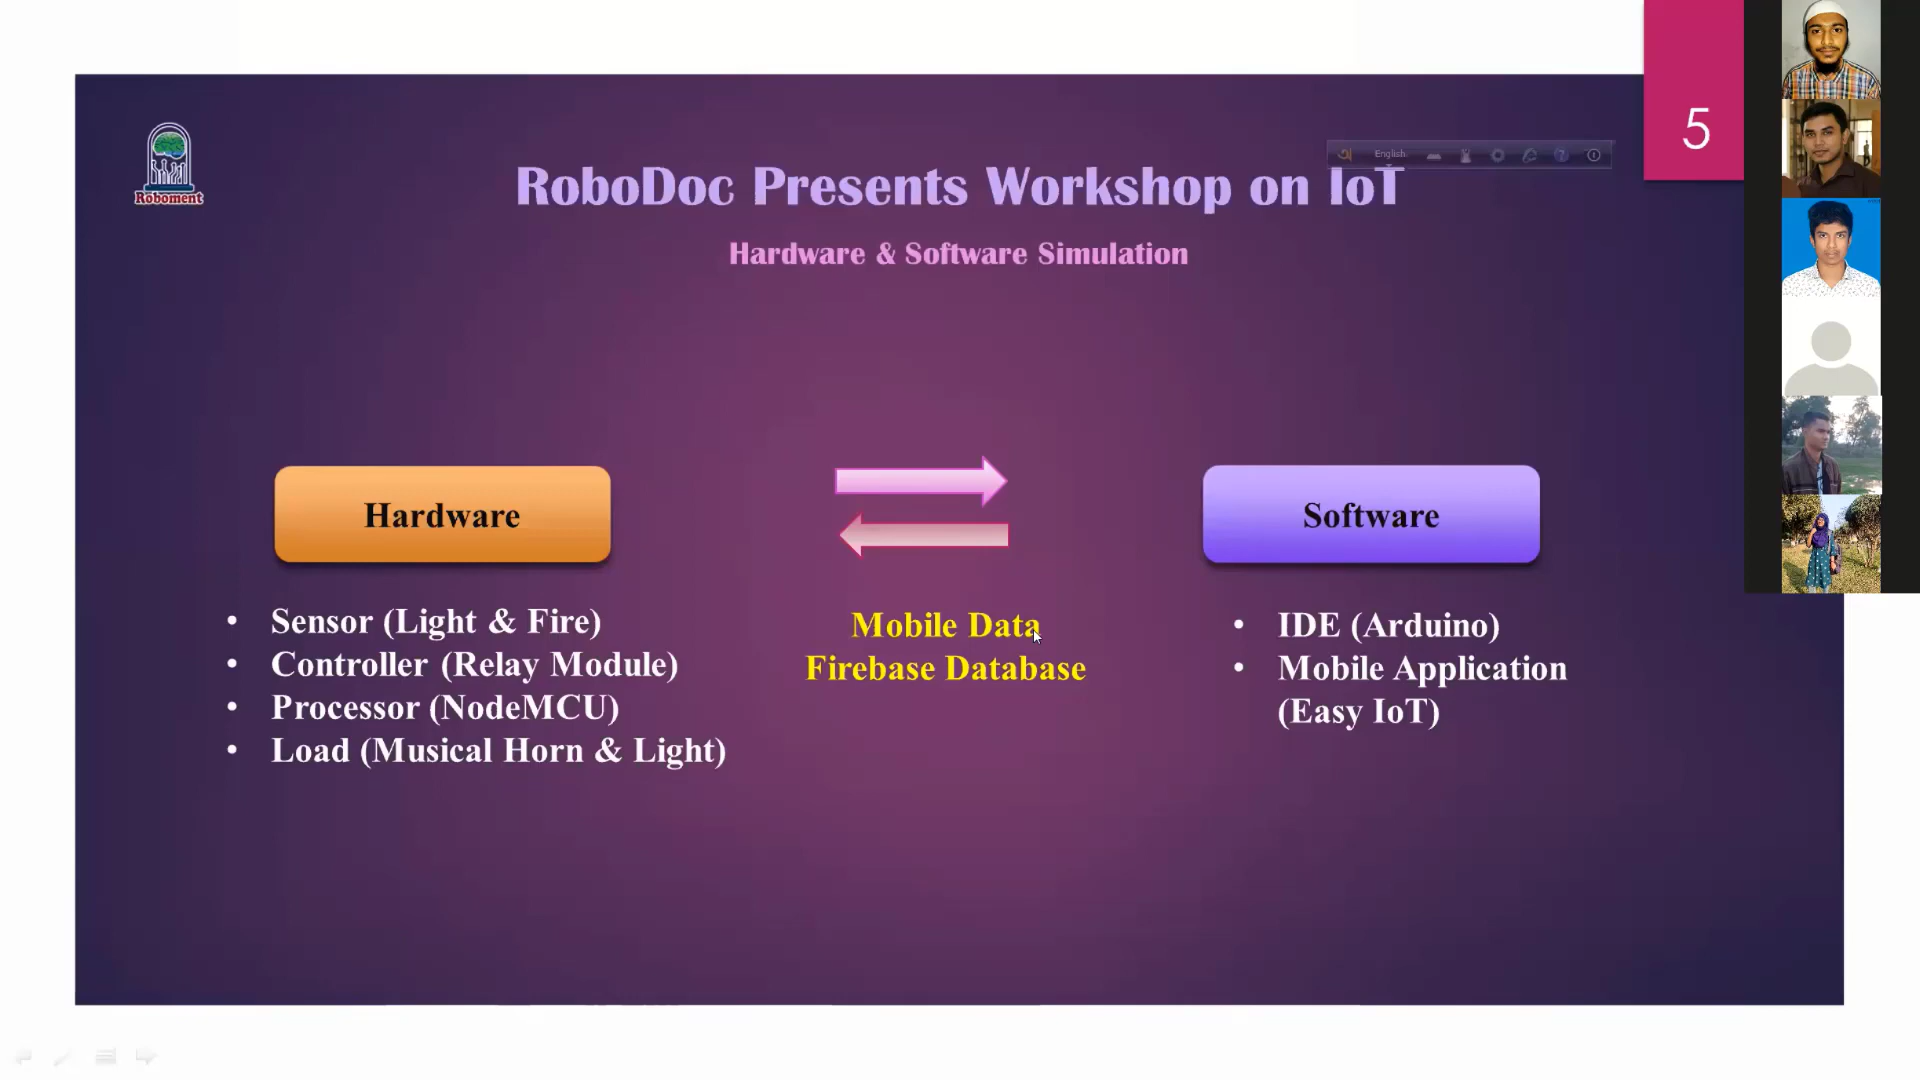 5
Roboment
অ English
RoboDoc Presents Workshop on IoT
Hardware & Software Simulation
Hardware
Software
• Sensor (Light & Fire)
• Controller (Relay Module)
• Processor (NodeMCU)
• Load (Musical Horn & Light)
Mobile Data
Firebase Database
• IDE (Arduino)
• Mobile Application
(Easy IoT)